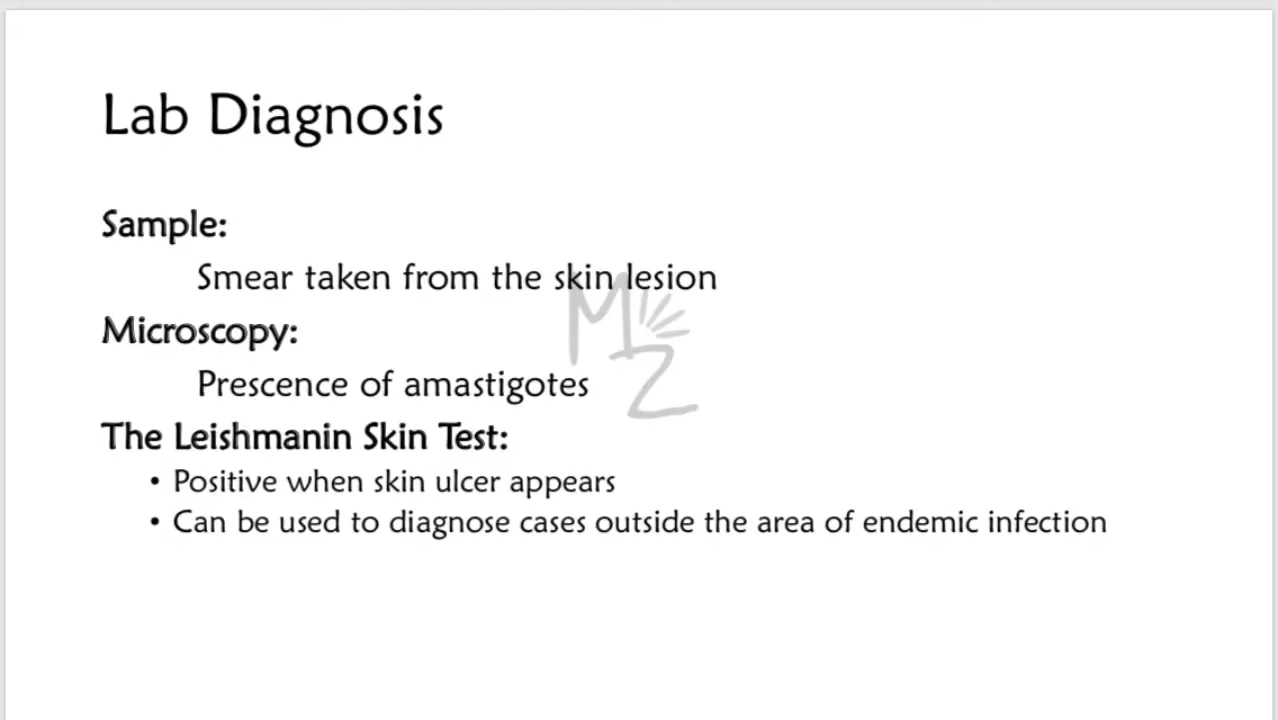 Lab Diagnosis
Sample:
Smear taken from the skin lesion
Microscopy:
Prescence of amastigotes
The Leishmanin Skin Test:
• Positive when skin ulcer appears
• Can be used to diagnose cases outside the area of endemic infection
MZ